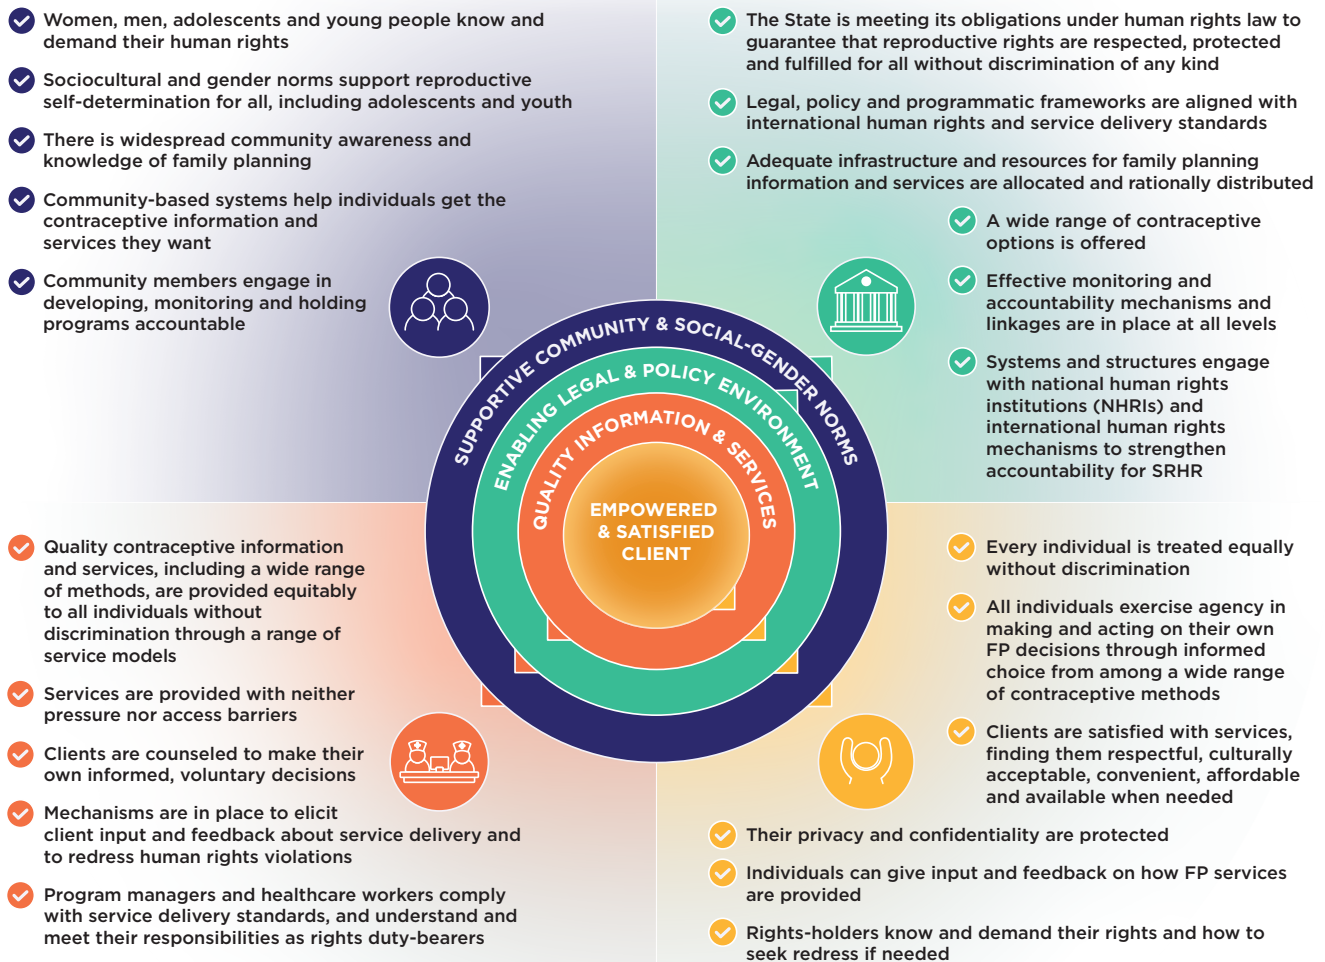 Women, men, adolescents and young people know and
demand their human rights
Sociocultural and gender norms support reproductive
self-determination for all, including adolescents and youth
There is widespread community awareness and
knowledge of family planning
Community-based systems help individuals get the
contraceptive information and
services they want
Community members engage in
developing, monitoring and holding
programs accountable
The State is meeting its obligations under human rights law to
guarantee that reproductive rights are respected, protected
and fulfilled for all without discrimination of any kind
Legal, policy and programmatic frameworks are aligned with
international human rights and service delivery standards
Adequate infrastructure and resources for family planning
information and services are allocated and rationally distributed
A wide range of contraceptive
options is offered
Effective monitoring and
accountability mechanisms and
linkages are in place at all levels
Systems and structures engage
with national human rights
institutions (NHRIs) and
international human rights
mechanisms to strengthen
accountability for SRHR
SUPPORTIVE COMMUNITY & SOCIAL-GENDER NORMS
ENABLING LEGAL & POLICY ENVIRONMENT
QUALITY INFORMATION & SERVICES
EMPOWERED
& SATISFIED
CLIENT
Quality contraceptive information
and services, including a wide range
of methods, are provided equitably
to all individuals without
discrimination through a range of
service models
Services are provided with neither
pressure nor access barriers
Clients are counseled to make their
own informed, voluntary decisions
Mechanisms are in place to elicit
client input and feedback about service delivery and
to redress human rights violations
Program managers and healthcare workers comply
with service delivery standards, and understand and
meet their responsibilities as rights duty-bearers
Every individual is treated equally
without discrimination
All individuals exercise agency in
making and acting on their own
FP decisions through informed
choice from among a wide range
of contraceptive methods
Clients are satisfied with services,
finding them respectful, culturally
acceptable, convenient, affordable
and available when needed
Their privacy and confidentiality are protected
Individuals can give input and feedback on how FP services
are provided
Rights-holders know and demand their rights and how to
seek redress if needed